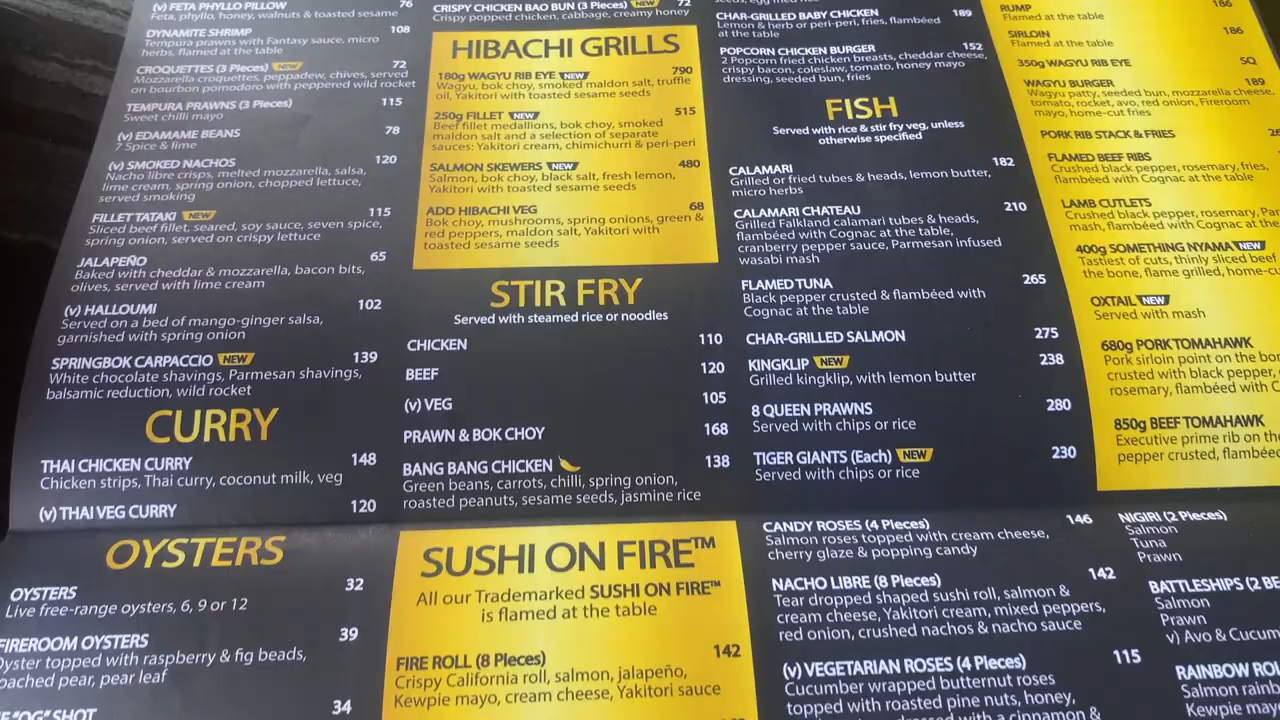 (v) FETA PHYLLO PILLOW 76
Feta, phyllo, honey, walnuts & toasted sesame
DYNAMITE SHRIMP 108
Tempura prawns with Fantasy sauce, micro
herbs, flamed at the table
CROQUETTES (3 Pieces) NEW 72
Mozzarella croquettes, peppadew, chives, served
on bourbon pomodoro with peppered wild rocket
TEMPURA PRAWNS (3 Pieces) 115
Sweet chilli mayo
(v) EDAMAME BEANS 78
7 Spice & lime
(v) SMOKED NACHOS 120
Nacho libre crisps, melted mozzarella, salsa,
lime cream, spring onion, chopped lettuce,
served smoking
FILLET TATAKI NEW 115
Sliced beef fillet, seared, soy sauce, seven spice,
spring onion, served on crispy lettuce
JALAPEÑO 65
Baked with cheddar & mozzarella, bacon bits,
olives, served with lime cream
(v) HALLOUMI 102
Served on a bed of mango-ginger salsa,
garnished with spring onion
SPRINGBOK CARPACCIO NEW 139
White chocolate shavings, Parmesan shavings,
balsamic reduction, wild rocket
CURRY
THAI CHICKEN CURRY 148
Chicken strips, Thai curry, coconut milk, veg
(v) THAI VEG CURRY 120
OYSTERS
OYSTERS 32
Live free-range oysters, 6, 9 or 12
FIREROOM OYSTERS 39
Oyster topped with raspberry & fig beads,
oached pear, pear leaf
"OG" SHOT 34
CRISPY CHICKEN BAO BUN (3 Pieces) NEW 72
Crispy popped chicken, cabbage, creamy honey
HIBACHI GRILLS
180g WAGYU RIB EYE NEW 790
Wagyu, bok choy, smoked maldon salt, truffle
oil, Yakitori with toasted sesame seeds
250g FILLET NEW 515
Beef fillet medallions, bok choy, smoked
maldon salt and a selection of separate
sauces: Yakitori cream, chimichurri & peri-peri
SALMON SKEWERS NEW 480
Salmon, bok choy, black salt, fresh lemon,
Yakitori with toasted sesame seeds
ADD HIBACHI VEG 68
Bok choy, mushrooms, spring onions, green &
red peppers, maldon salt, Yakitori with
toasted sesame seeds
STIR FRY
Served with steamed rice or noodles
CHICKEN 110
BEEF 120
(v) VEG 105
PRAWN & BOK CHOY 168
BANG BANG CHICKEN 138
Green beans, carrots, chilli, spring onion,
roasted peanuts, sesame seeds, jasmine rice
SUSHI ON FIRE™
All our Trademarked SUSHI ON FIRE™
is flamed at the table
FIRE ROLL (8 Pieces) 142
Crispy California roll, salmon, jalapeño,
Kewpie mayo, cream cheese, Yakitori sauce
CHAR-GRILLED BABY CHICKEN 189
Lemon & herb or peri-peri, fries, flambéed
at the table
POPCORN CHICKEN BURGER 152
2 Popcorn fried chicken breasts, cheddar cheese,
crispy bacon, coleslaw, tomato, honey mayo
dressing, seeded bun, fries
FISH
Served with rice & stir fry veg, unless
otherwise specified
CALAMARI 182
Grilled or fried tubes & heads, lemon butter,
micro herbs
CALAMARI CHATEAU 210
Grilled Falkland calamari tubes & heads,
flambéed with Cognac at the table,
cranberry pepper sauce, Parmesan infused
wasabi mash
FLAMED TUNA 265
Black pepper crusted & flambéed with
Cognac at the table
CHAR-GRILLED SALMON 275
KINGKLIP NEW 238
Grilled kingklip, with lemon butter
8 QUEEN PRAWNS 280
Served with chips or rice
TIGER GIANTS (Each) NEW 230
Served with chips or rice
CANDY ROSES (4 Pieces) 146
Salmon roses topped with cream cheese,
cherry glaze & popping candy
NACHO LIBRE (8 Pieces) 142
Tear dropped shaped sushi roll, salmon &
cream cheese, Yakitori cream, mixed peppers,
red onion, crushed nachos & nacho sauce
(v) VEGETARIAN ROSES (4 Pieces) 115
Cucumber wrapped butternut roses
topped with roasted pine nuts, honey,
dressed with a cinnamon &
RUMP 186
Flamed at the table
SIRLOIN 186
Flamed at the table
350g WAGYU RIB EYE SQ
WAGYU BURGER 189
Wagyu patty, seeded bun, mozzarella cheese,
tomato, rocket, avo, red onion, Fireroom
mayo, home-cut fries
PORK RIB STACK & FRIES
FLAMED BEEF RIBS
Crushed black pepper, rosemary, fries,
flambéed with Cognac at the table
LAMB CUTLETS
Crushed black pepper, rosemary, Par
mash, flambéed with Cognac at the
400g SOMETHING NYAMA NEW
Tastiest of cuts, thinly sliced beef
the bone, flame grilled, home-cu
OXTAIL NEW
Served with mash
680g PORK TOMAHAWK
Pork sirloin point on the bon
crusted with black pepper,
rosemary, flambéed with C
850g BEEF TOMAHAWK
Executive prime rib on the
pepper crusted, flambéed
NIGIRI (2 Pieces)
Salmon
Tuna
Prawn
BATTLESHIPS (2 BE
Salmon
Prawn
v) Avo & Cucum
RAINBOW ROL
Salmon rainb
Kewpie may